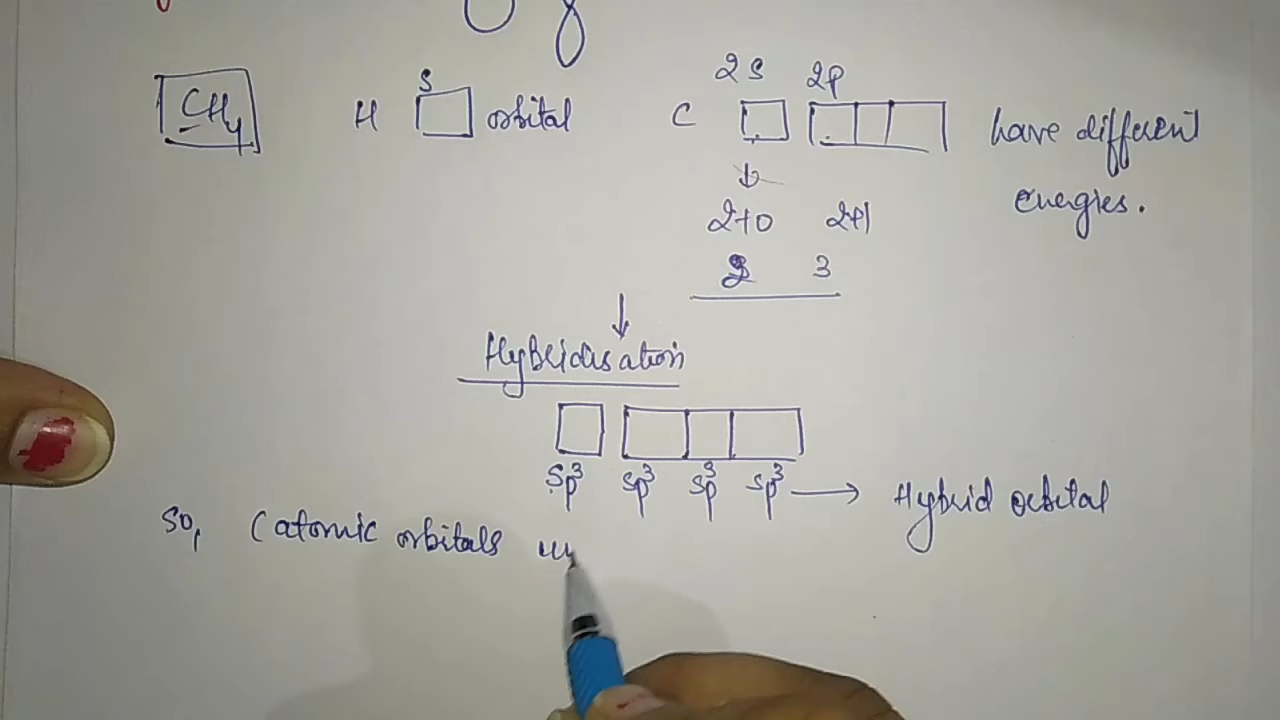 CH4 H S orbital C 2s 2p have different
energies.
2+0 2+1
2 3
↓
Hybridisation
sp3 sp3 sp3 sp3 → Hybrid orbital
So, (atomic orbitals